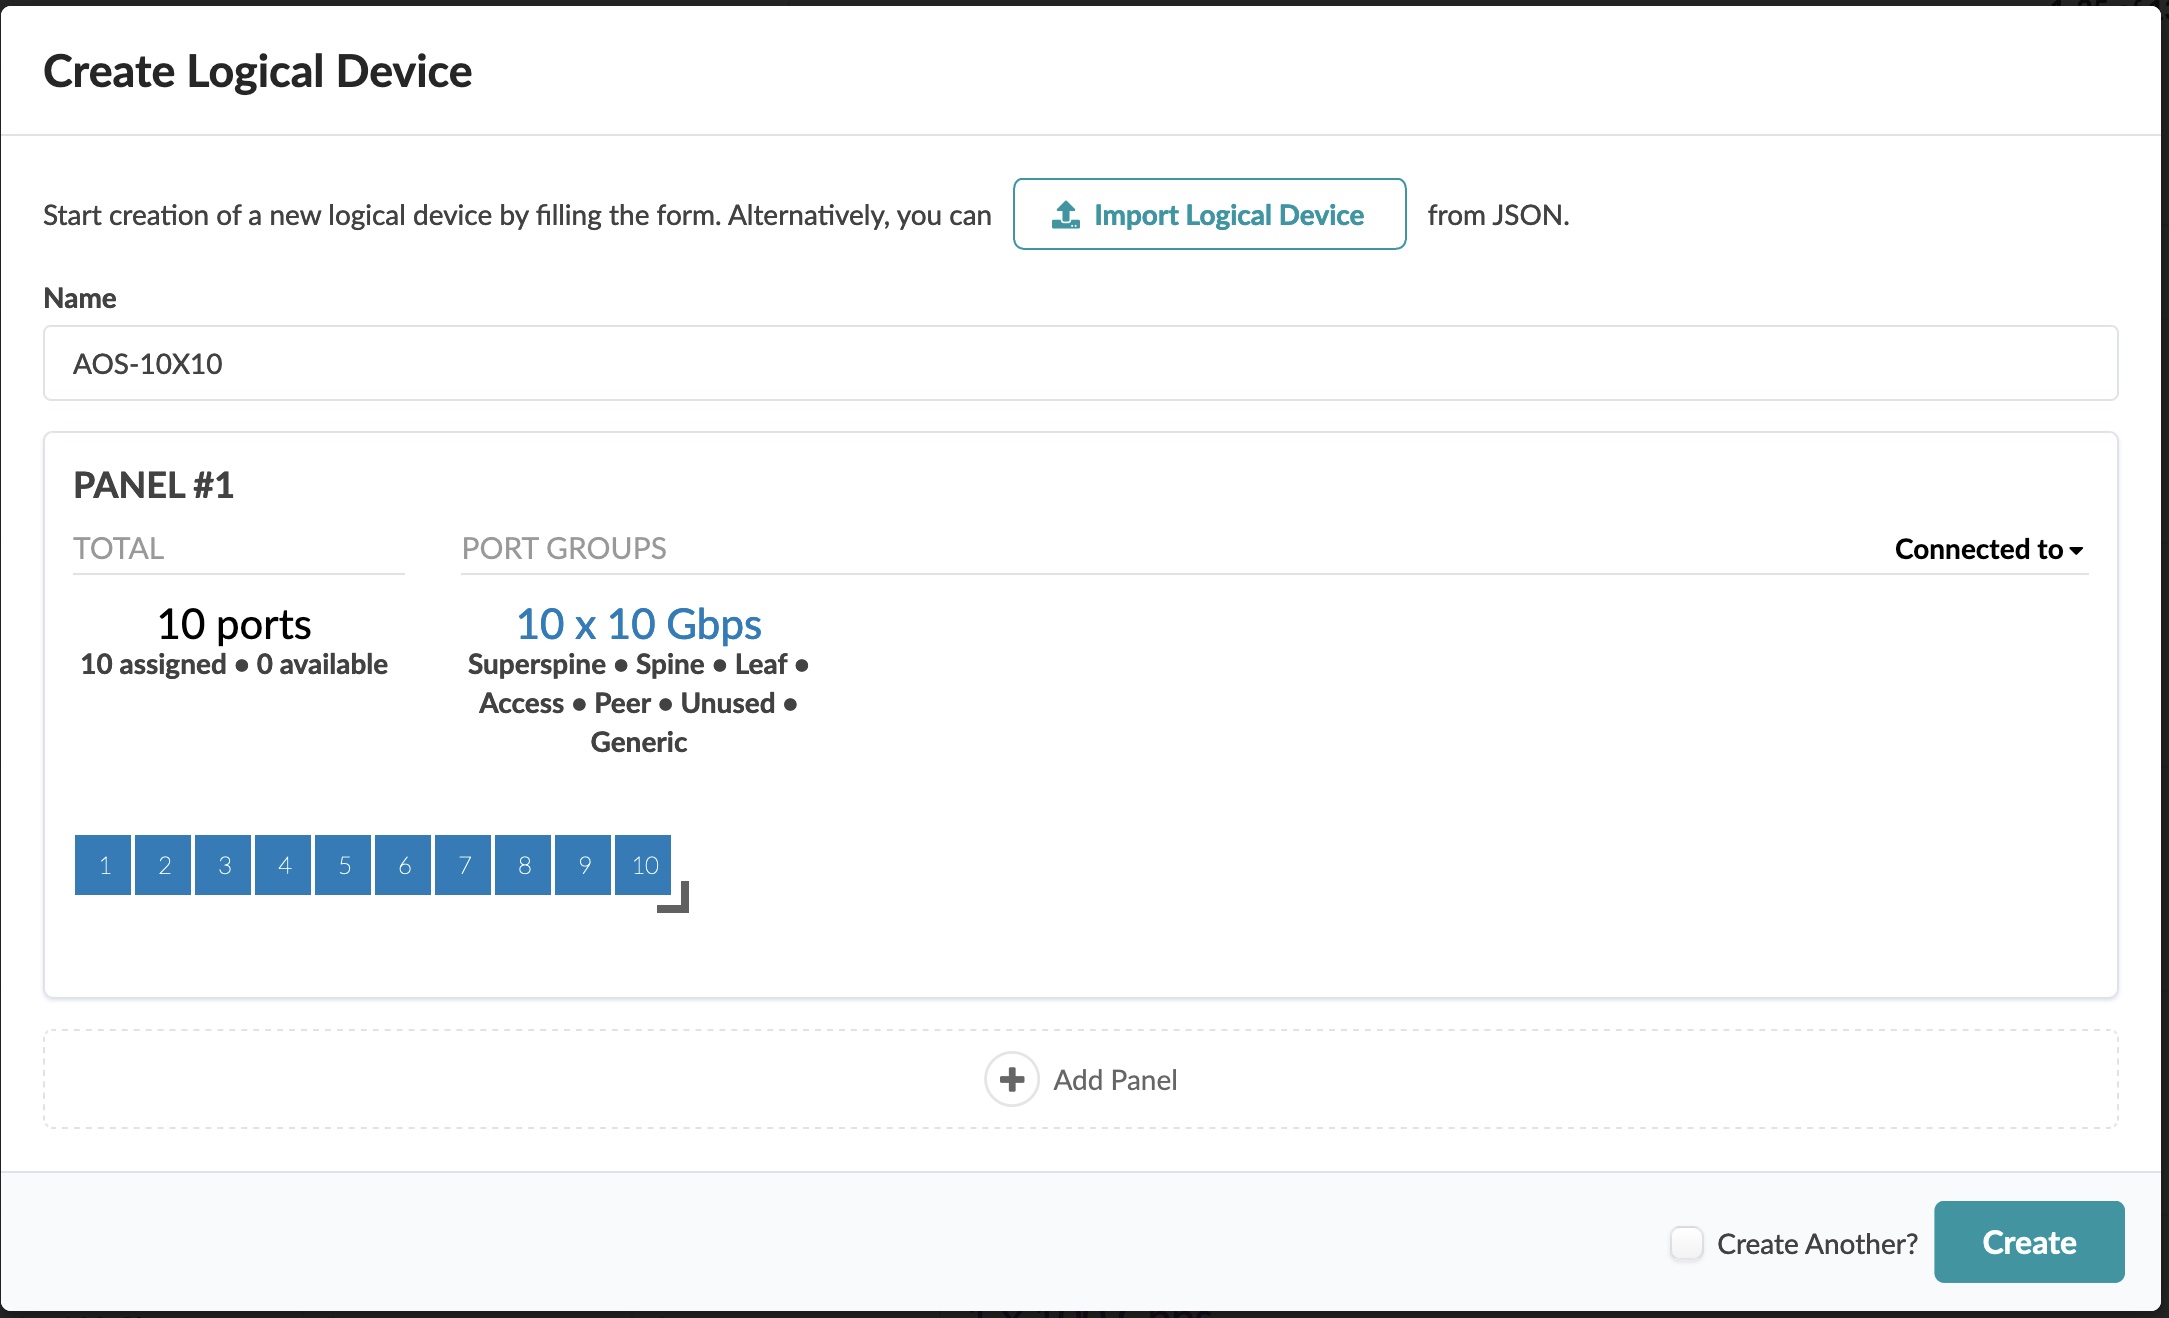 Create Logical Device
Start creation of a new logical device by filling the form. Alternatively, you can Import Logical Device from JSON.
Name
AOS-10X10
PANEL #1
TOTAL PORT GROUPS Connected to
10 ports
10 assigned • 0 available
10 x 10 Gbps
Superspine • Spine • Leaf •
Access • Peer • Unused •
Generic
1 2 3 4 5 6 7 8 9 10
Add Panel
Create Another? Create